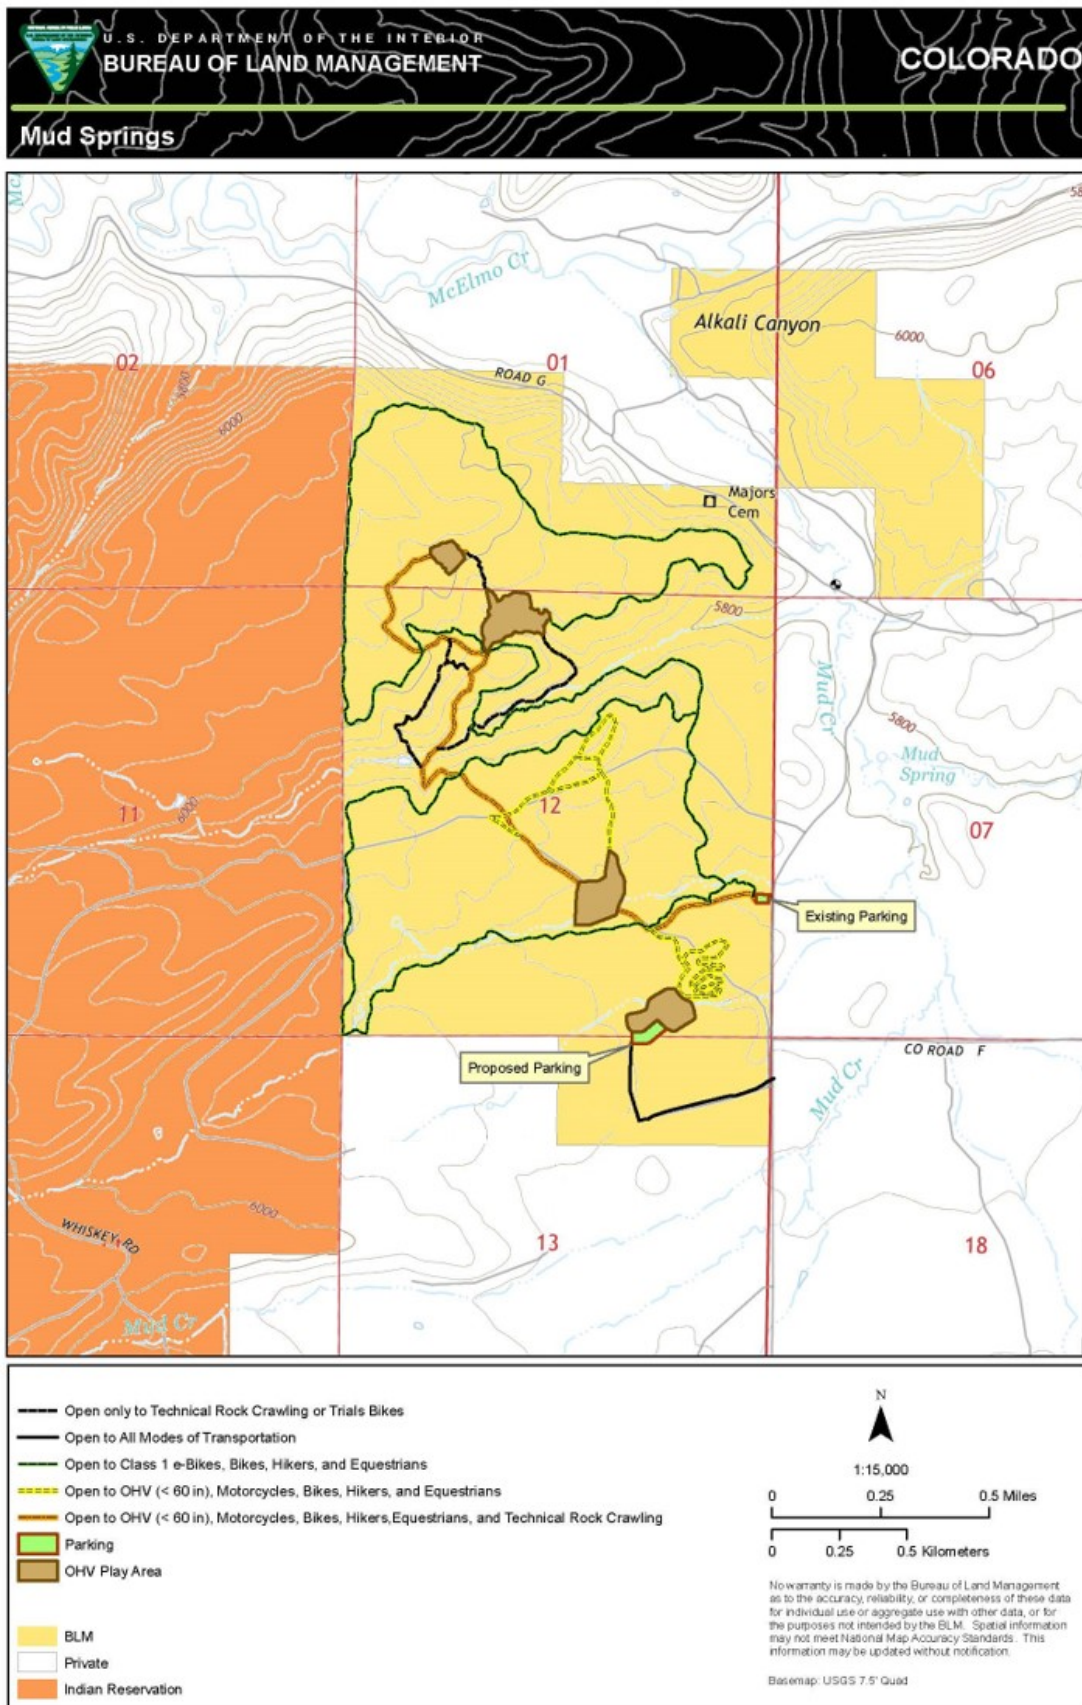 U.S. DEPARTMENT OF THE INTERIOR
BUREAU OF LAND MANAGEMENT
COLORADO
Mud Springs
McElmo Cr
Alkali Canyon
6000
02
01
06
ROAD G
5800
6000
Majors
Cem
5800
Mud Cr
5800
Mud
Spring
11
6000
12
07
Existing Parking
Proposed Parking
CO ROAD F
Mud Cr
6000
WHISKEY RD
13
18
Mud Cr
Open only to Technical Rock Crawling or Trials Bikes
Open to All Modes of Transportation
Open to Class 1 e-Bikes, Bikes, Hikers, and Equestrians
Open to OHV (< 60 in), Motorcycles, Bikes, Hikers, and Equestrians
Open to OHV (< 60 in), Motorcycles, Bikes, Hikers,Equestrians, and Technical Rock Crawling
Parking
OHV Play Area
BLM
Private
Indian Reservation
N
1:15,000
0 0.25 0.5 Miles
0 0.25 0.5 Kilometers
No warranty is made by the Bureau of Land Management
as to the accuracy, reliability, or completeness of these data
for individual use or aggregate use with other data, or for
the purposes not intended by the BLM. Spatial information
may not meet National Map Accuracy Standards. This
information may be updated without notification.
Basemap: USGS 7.5' Quad